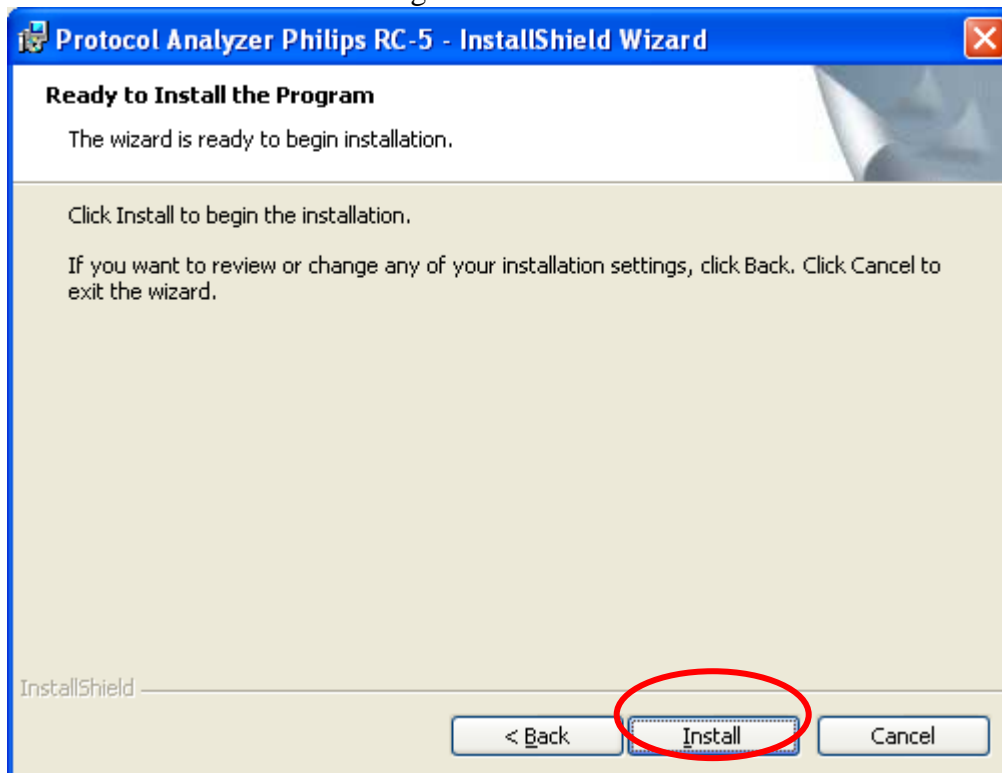 Protocol Analyzer Philips RC-5 - InstallShield Wizard
Ready to Install the Program
The wizard is ready to begin installation.
Click Install to begin the installation.
If you want to review or change any of your installation settings, click Back. Click Cancel to
exit the wizard.
InstallShield
< Back Install Cancel